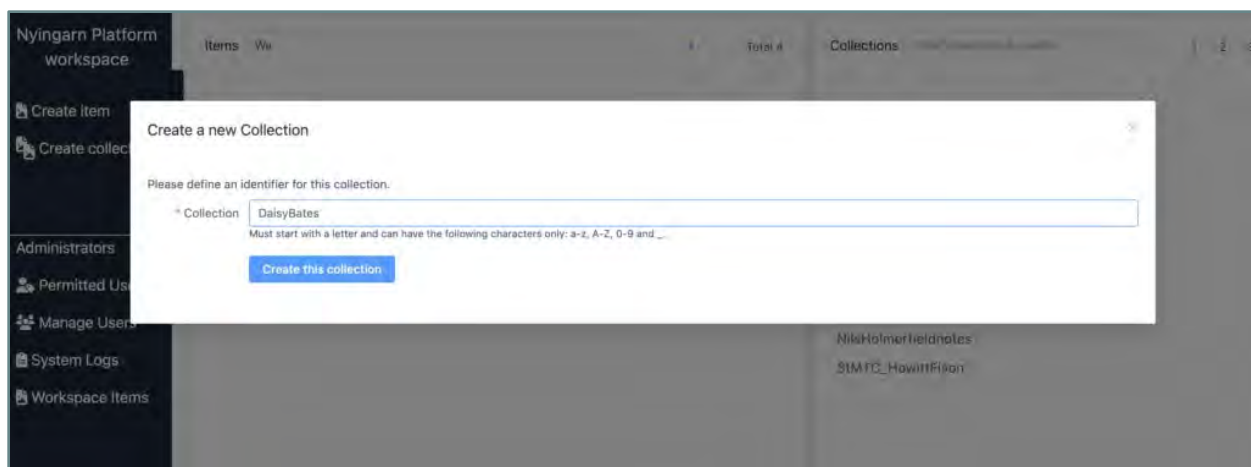 Nyingarn Platform
workspace
Items We
Total 4
Collections
1 2
Create item
Create collec
Create a new Collection
Please define an identifier for this collection.
* Collection DaisyBates
Must start with a letter and can have the following characters only: a-z, A-Z, 0-9 and _.
Create this collection
Administrators
Permitted Us
Manage Users
System Logs
Workspace Items
NilsHolmerfieldnotes
StMTC_HowittFison